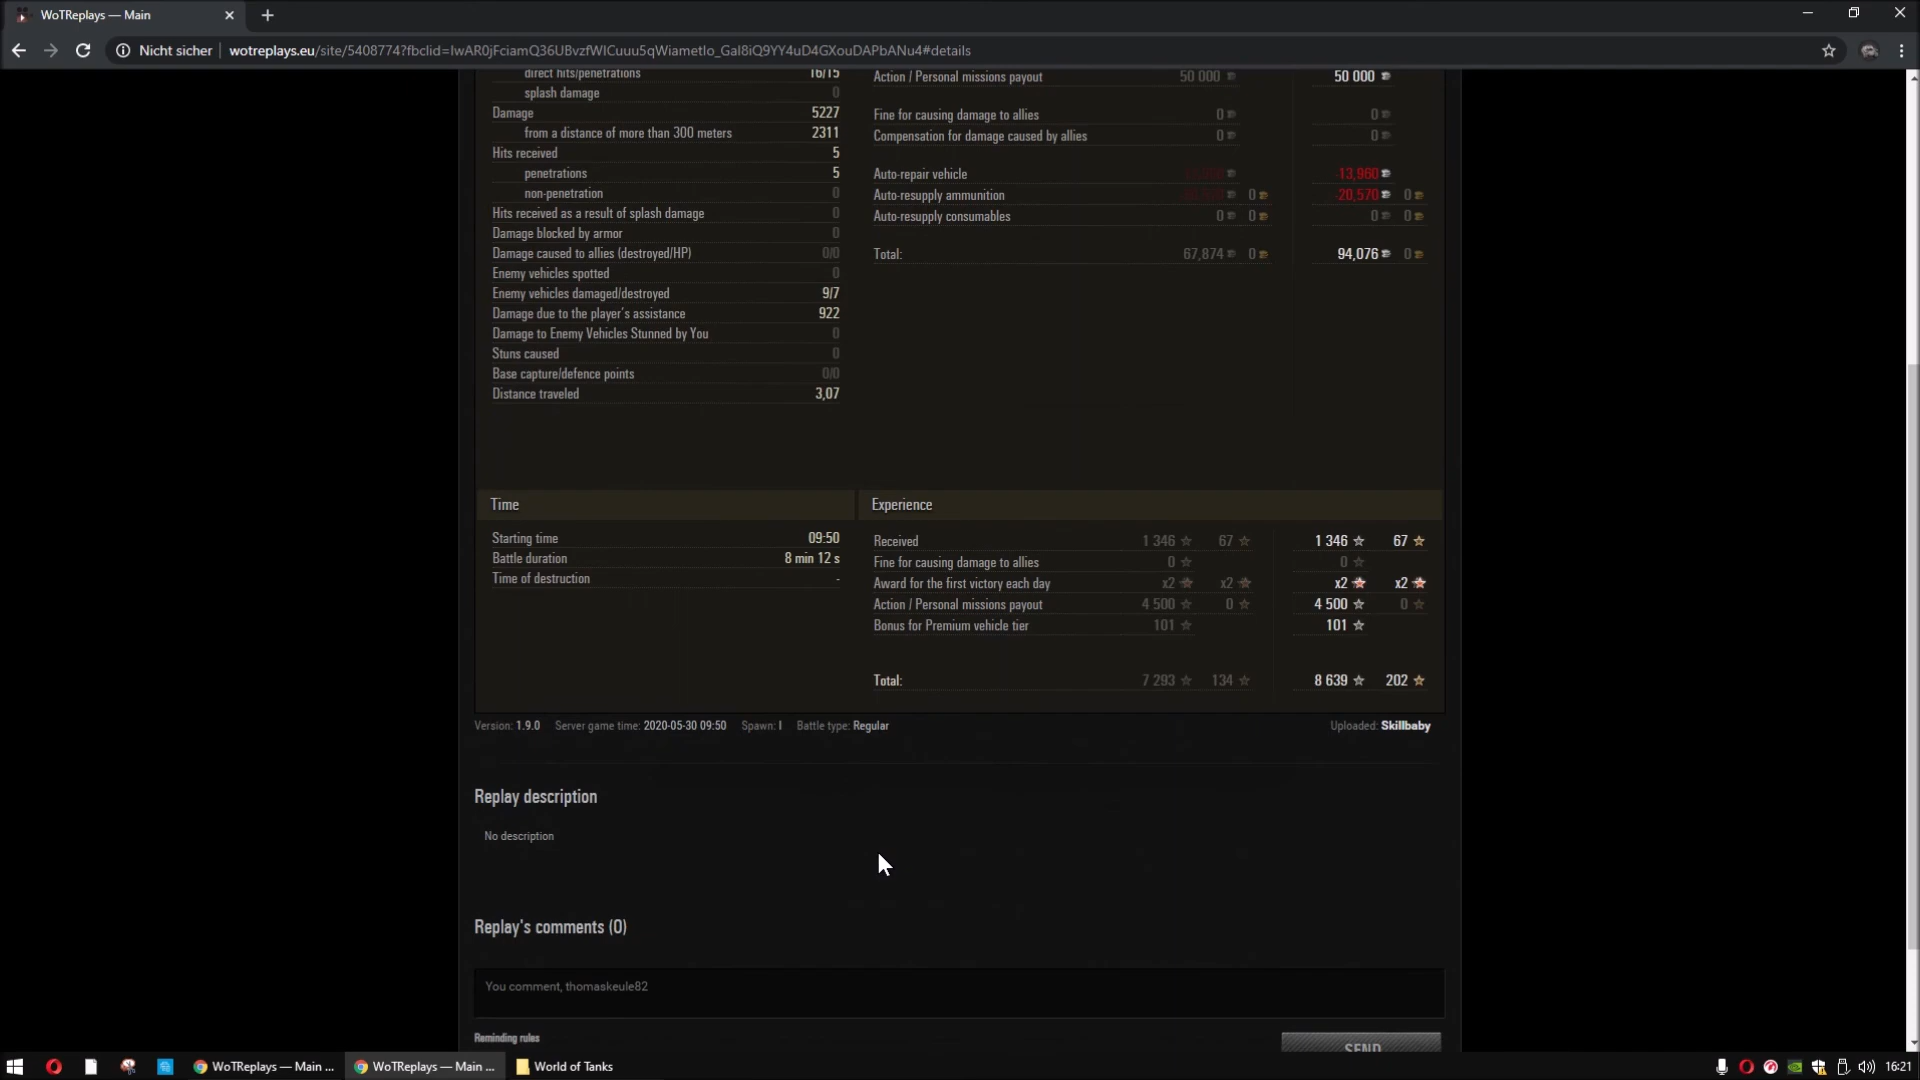 WoTReplays — Main
Nicht sicher wotreplays.eu/site/5408774?fbclid=IwAR0jFciamQ36UBvzfWICuuu5qWiametIo_Gal8iQ9YY4uD4GXouDAPbANu4#details
direct hits/penetrations 16/15
splash damage 0
Damage 5227
from a distance of more than 300 meters 2311
Hits received 5
penetrations 5
non-penetration 0
Hits received as a result of splash damage 0
Damage blocked by armor 0
Damage caused to allies (destroyed/HP) 0/0
Enemy vehicles spotted 0
Enemy vehicles damaged/destroyed 9/7
Damage due to the player's assistance 922
Damage to Enemy Vehicles Stunned by You 0
Stuns caused 0
Base capture/defence points 0/0
Distance traveled 3,07
Action / Personal missions payout 50 000 50 000
Fine for causing damage to allies 0 0
Compensation for damage caused by allies 0 0
Auto-repair vehicle -13,960
Auto-resupply ammunition 0 -20,570 0
Auto-resupply consumables 0 0 0 0
Total: 67,874 0 94,076 0
Time
Starting time 09:50
Battle duration 8 min 12 s
Time of destruction -
Experience
Received 1 346 67 1 346 67
Fine for causing damage to allies 0 0
Award for the first victory each day x2 x2 x2 x2
Action / Personal missions payout 4 500 0 4 500 0
Bonus for Premium vehicle tier 101 101
Total: 7 293 134 8 639 202
Version: 1.9.0 Server game time: 2020-05-30 09:50 Spawn: I Battle type: Regular Uploaded: Skillbaby
Replay description
No description
Replay's comments (0)
You comment, thomaskeule82
Reminding rules
SEND
WoTReplays — Main ... WoTReplays — Main ... World of Tanks 16:21